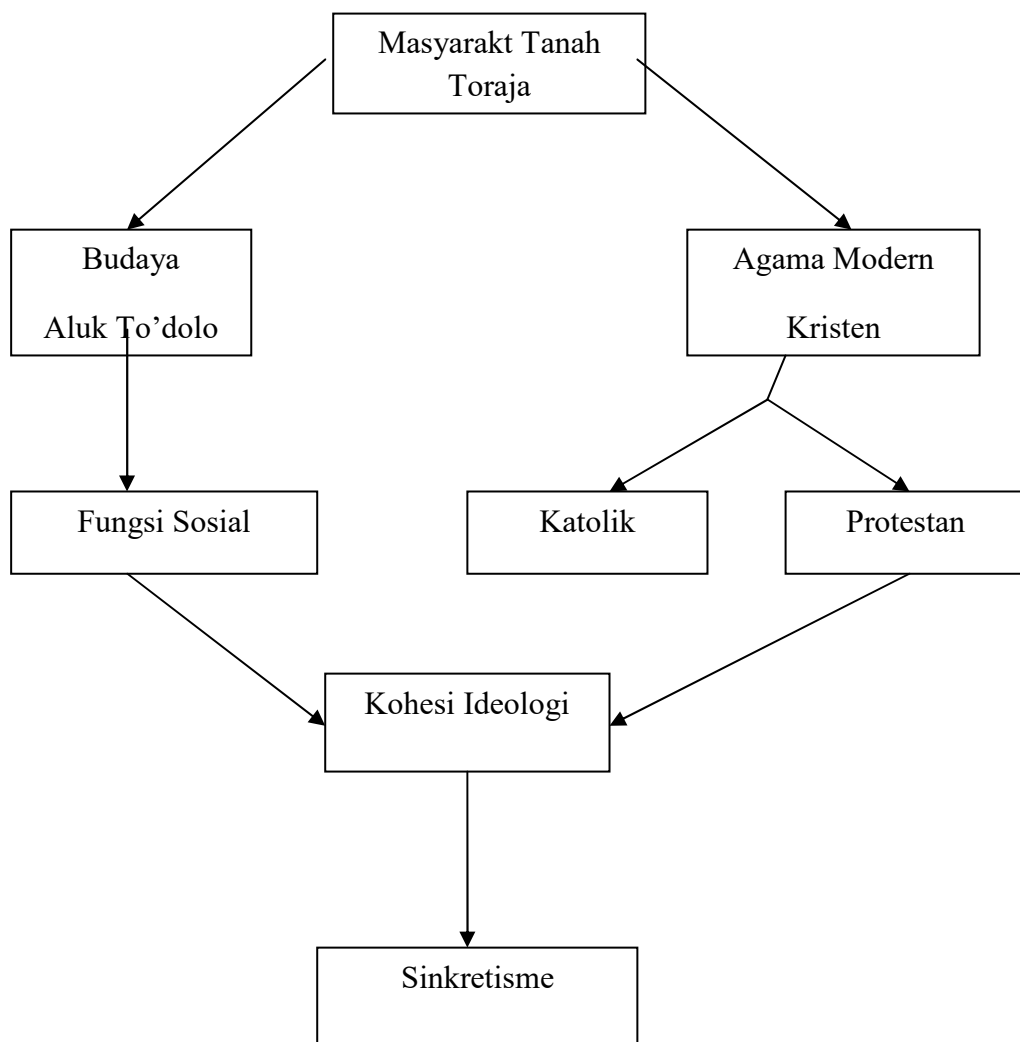 Masyarakt Tanah
Toraja
Budaya
Aluk To’dolo
Agama Modern
Kristen
Fungsi Sosial
Katolik
Protestan
Kohesi Ideologi
Sinkretisme